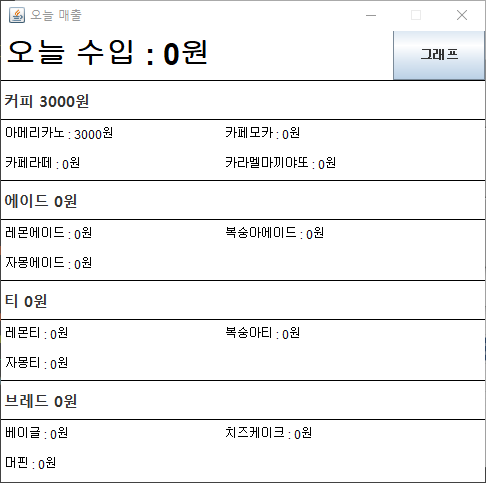 오늘 매출
오늘 수입 : 0원
그래프
커피 3000원
아메리카노 : 3000원 카페모카 : 0원
카페라떼 : 0원 카라멜마끼야또 : 0원
에이드 0원
레몬에이드 : 0원 복숭아에이드 : 0원
자몽에이드 : 0원
티 0원
레몬티 : 0원 복숭아티 : 0원
자몽티 : 0원
브레드 0원
베이글 : 0원 치즈케이크 : 0원
머핀 : 0원